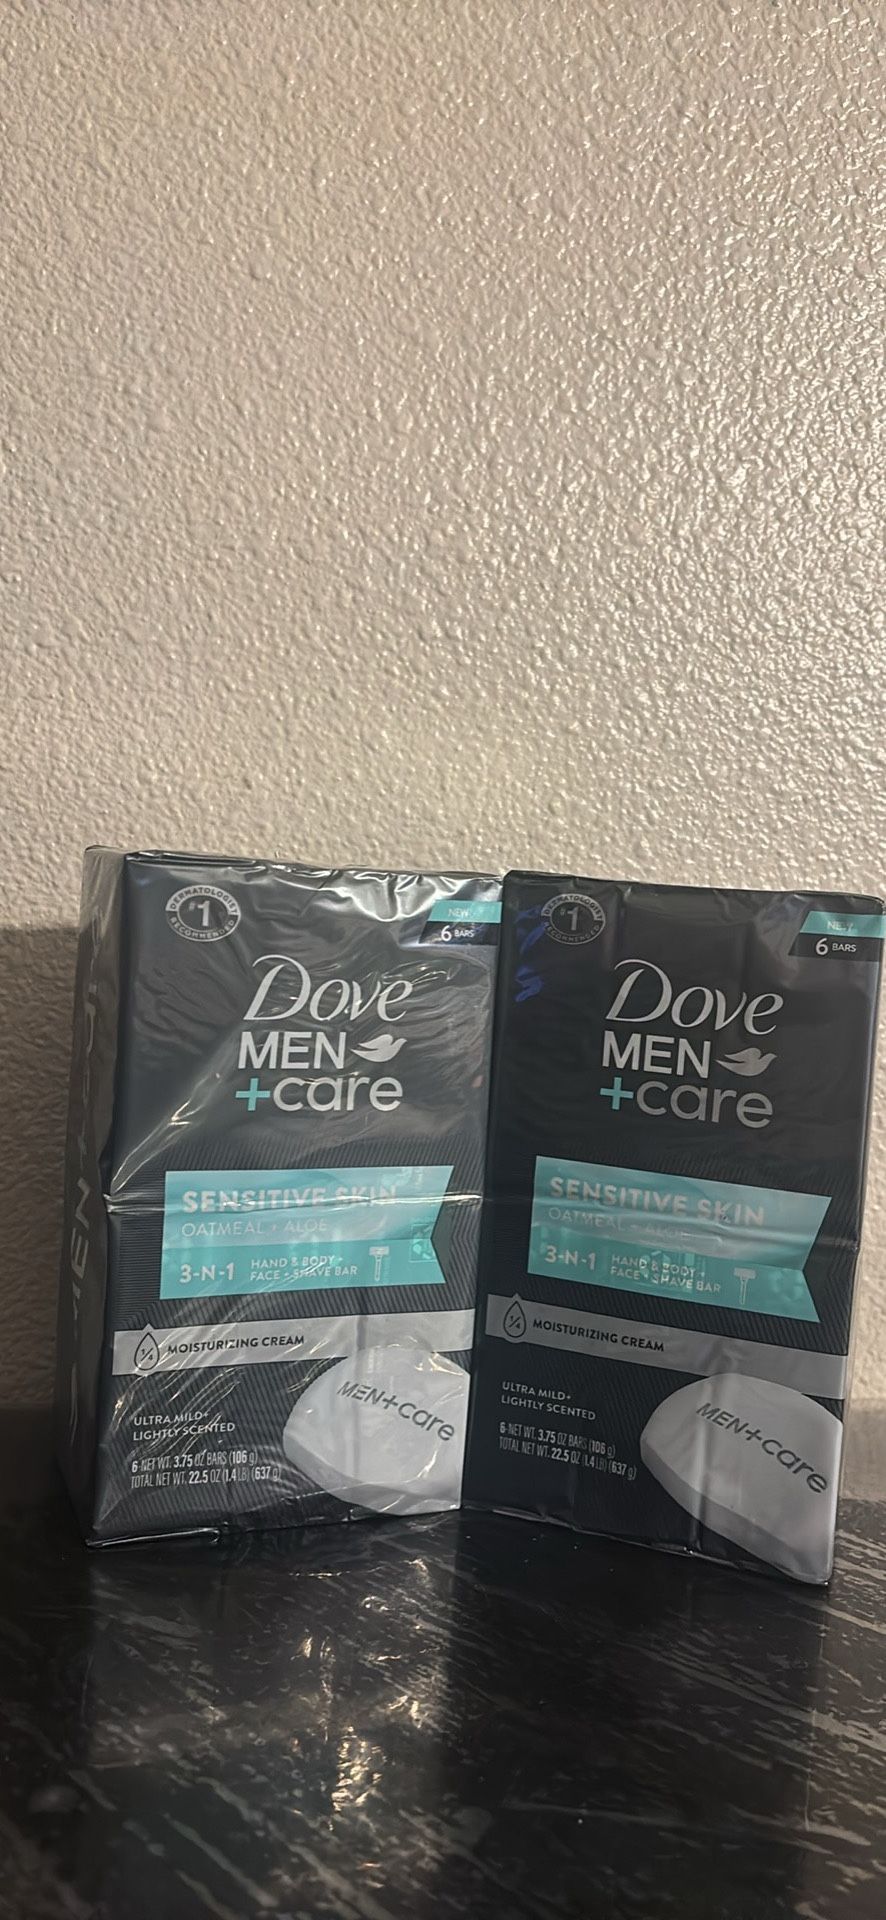 DERMATOLOGIST
#1
RECOMMENDED
NEW
6 BARS
Dove
MEN
+care
SENSITIVE SKIN
OATMEAL + ALOE
3-N-1
HAND & BODY +
FACE + SHAVE BAR
1/4
MOISTURIZING CREAM
ULTRA MILD+
LIGHTLY SCENTED
6-NET WT. 3.75 OZ BARS (106 g)
TOTAL NET WT. 22.5 OZ (1.4 LB) (637 g)
MEN+care
DERMATOLOGIST
#1
RECOMMENDED
NEW
6 BARS
Dove
MEN
+care
SENSITIVE SKIN
OATMEAL + ALOE
3-N-1
HAND & BODY +
FACE + SHAVE BAR
1/4
MOISTURIZING CREAM
ULTRA MILD+
LIGHTLY SCENTED
6-NET WT. 3.75 OZ BARS (106 g)
TOTAL NET WT. 22.5 OZ (1.4 LB) (637 g)
MEN+care